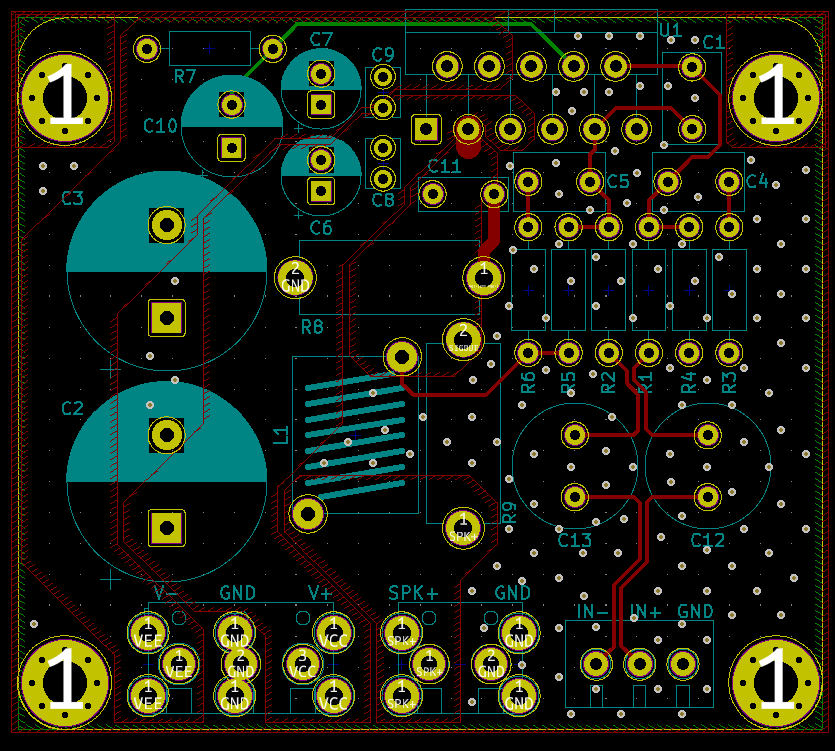 U1
C7
C1
C9
R7
1
1
C10
C11
C5
C4
C3
C6
C8
2
GND
1
R8
2
R6
R5
R2
R1
R4
R3
C2
L1
R9
1
SPK+
C13
C12
V-
GND
V+
SPK+
GND
IN-
IN+
GND
1
VEE
1
GND
1
VCC
1
SPK+
1
GND
1
VEE
2
GND
3
VCC
1
SPK+
2
GND
1
VEE
1
GND
1
VCC
1
SPK+
1
GND
1
1